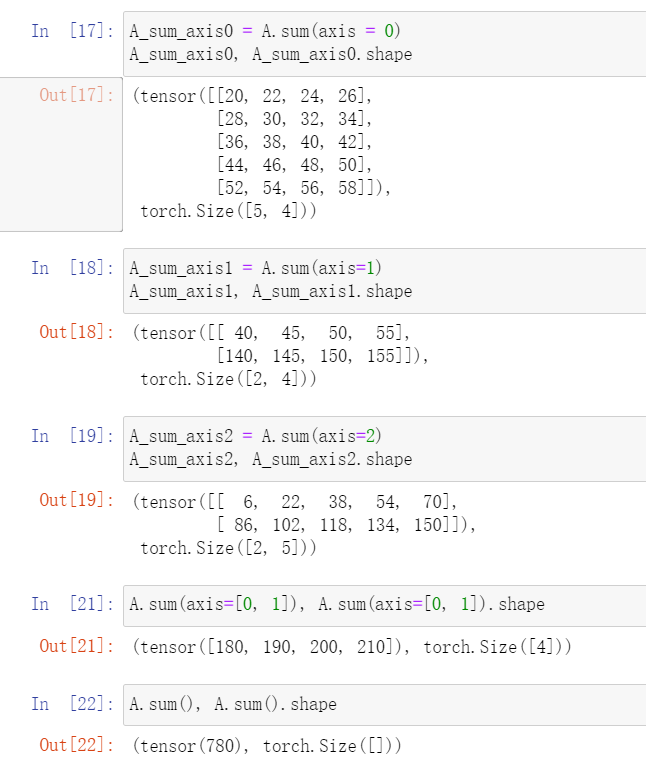 In [17]: A_sum_axis0 = A.sum(axis = 0)
A_sum_axis0, A_sum_axis0.shape
Out[17]: (tensor([[20, 22, 24, 26],
[28, 30, 32, 34],
[36, 38, 40, 42],
[44, 46, 48, 50],
[52, 54, 56, 58]]),
torch.Size([5, 4]))
In [18]: A_sum_axis1 = A.sum(axis=1)
A_sum_axis1, A_sum_axis1.shape
Out[18]: (tensor([[ 40, 45, 50, 55],
[140, 145, 150, 155]]),
torch.Size([2, 4]))
In [19]: A_sum_axis2 = A.sum(axis=2)
A_sum_axis2, A_sum_axis2.shape
Out[19]: (tensor([[ 6, 22, 38, 54, 70],
[ 86, 102, 118, 134, 150]]),
torch.Size([2, 5]))
In [21]: A.sum(axis=[0, 1]), A.sum(axis=[0, 1]).shape
Out[21]: (tensor([180, 190, 200, 210]), torch.Size([4]))
In [22]: A.sum(), A.sum().shape
Out[22]: (tensor(780), torch.Size([]))